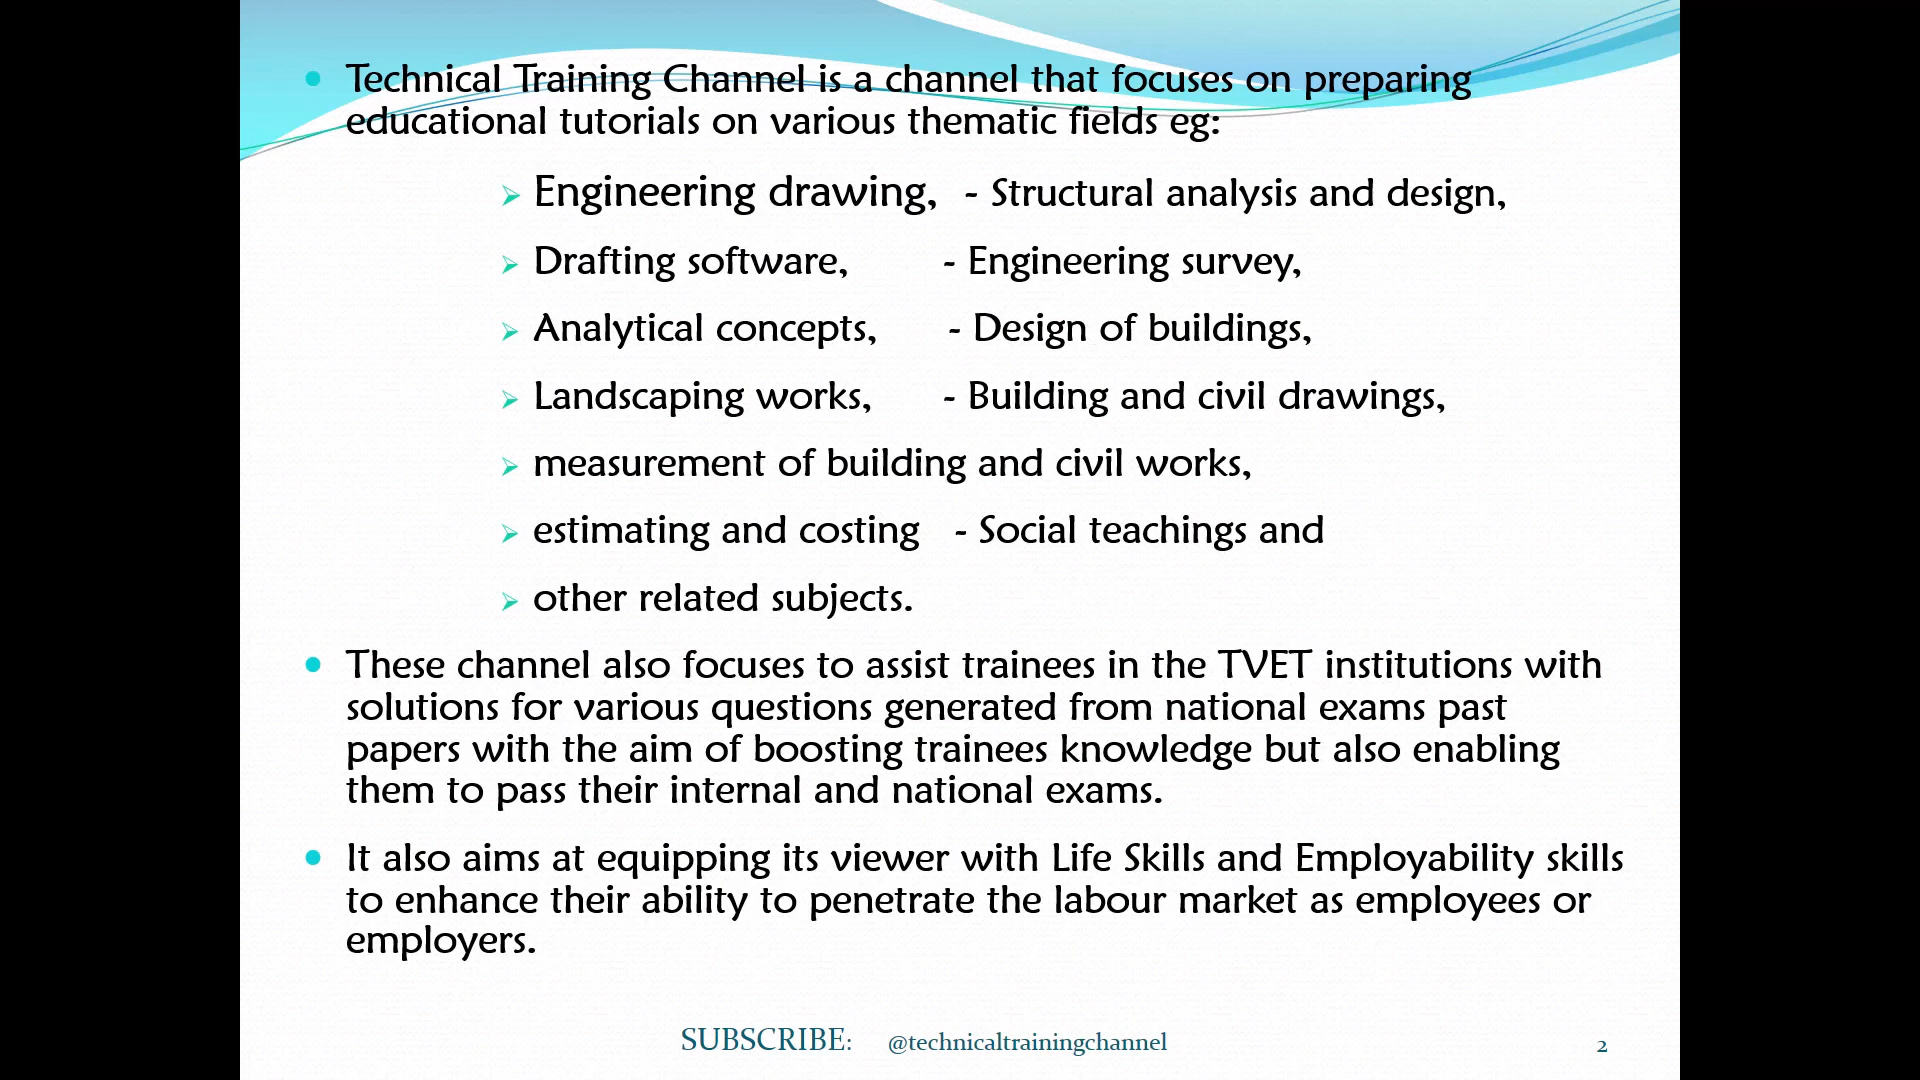 Technical Training Channel is a channel that focuses on preparing
educational tutorials on various thematic fields eg:
Engineering drawing, - Structural analysis and design,
Drafting software, - Engineering survey,
Analytical concepts, - Design of buildings,
Landscaping works, - Building and civil drawings,
measurement of building and civil works,
estimating and costing - Social teachings and
other related subjects.
These channel also focuses to assist trainees in the TVET institutions with
solutions for various questions generated from national exams past
papers with the aim of boosting trainees knowledge but also enabling
them to pass their internal and national exams.
It also aims at equipping its viewer with Life Skills and Employability skills
to enhance their ability to penetrate the labour market as employees or
employers.
SUBSCRIBE: @technicaltrainingchannel 2